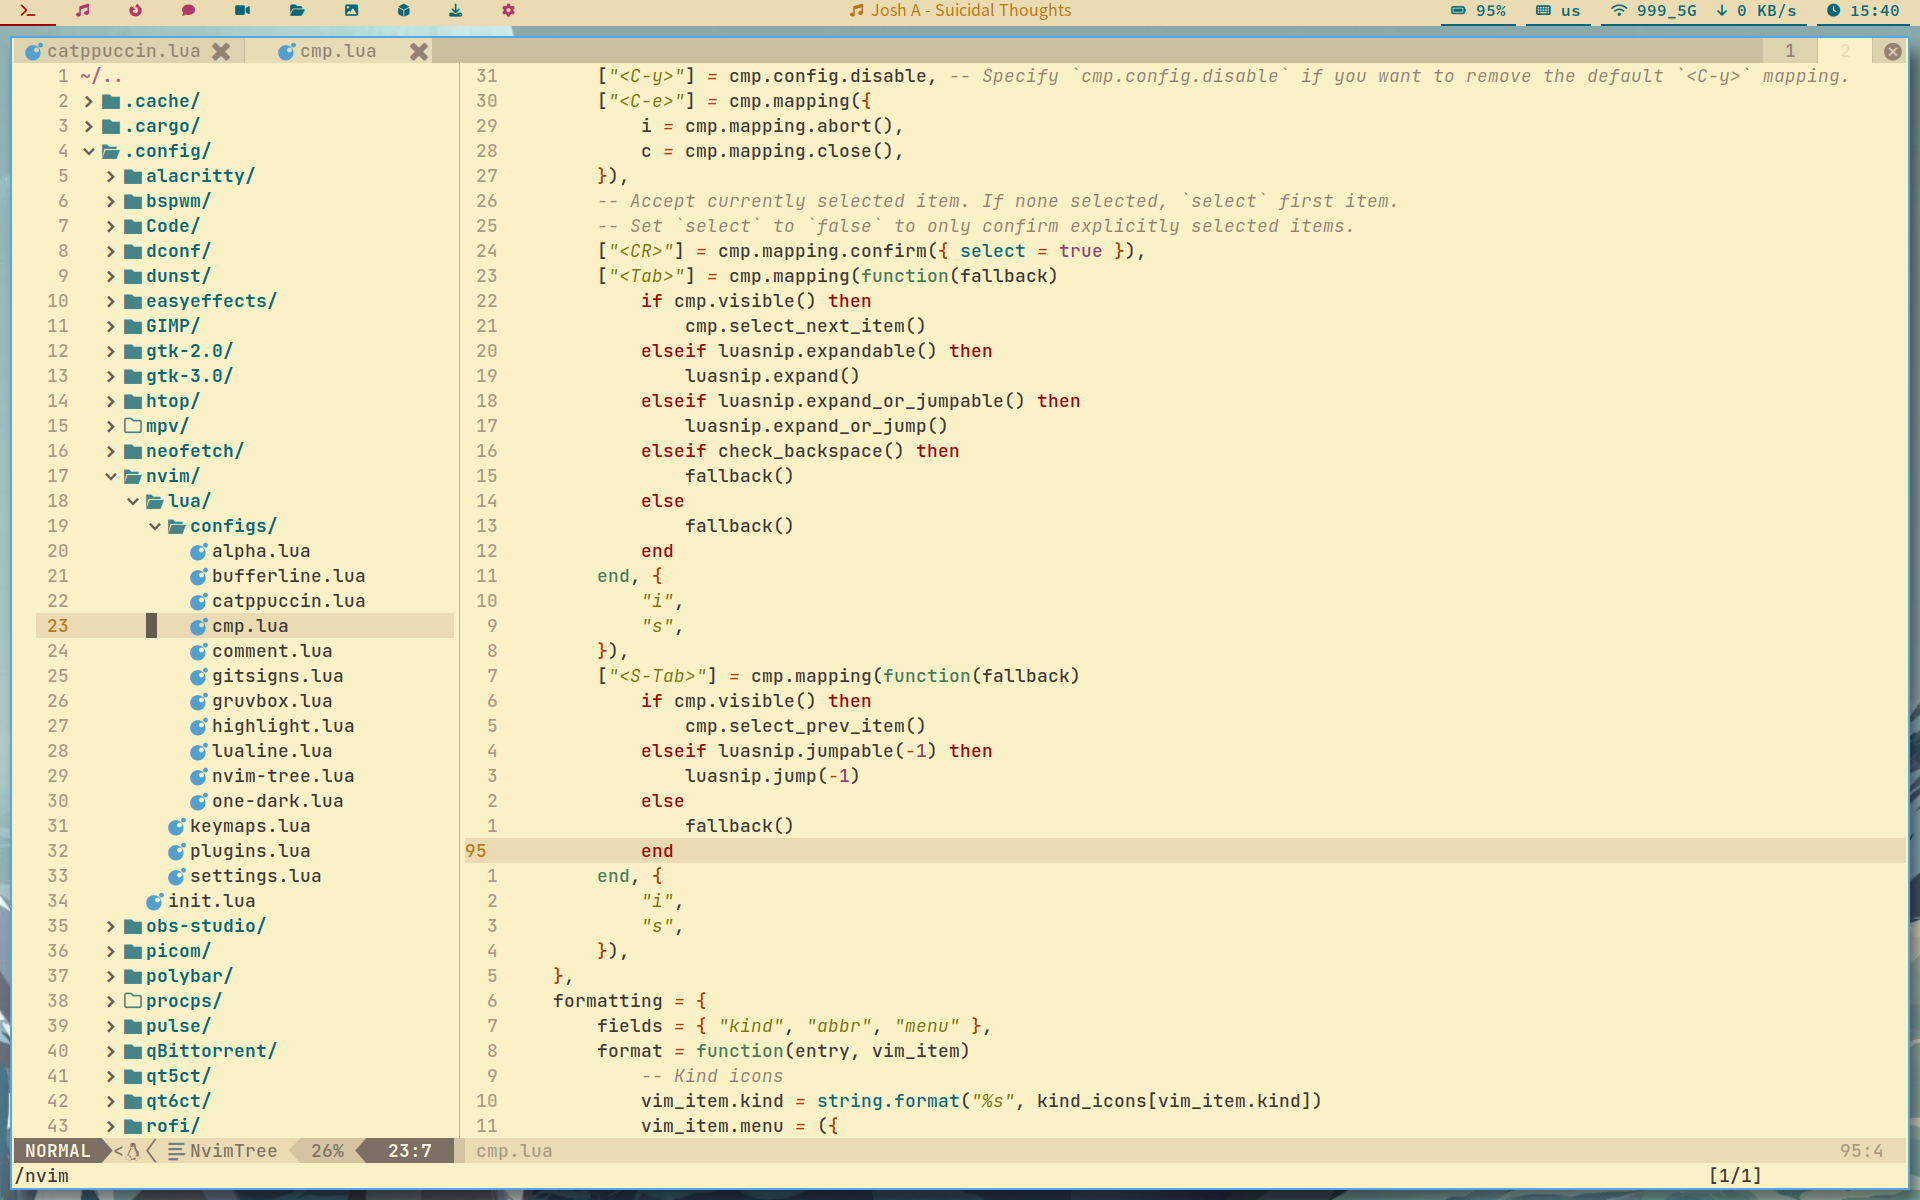 Josh A - Suicidal Thoughts
95%
us
999_5G
0 KB/s
15:40
catppuccin.lua
cmp.lua
1
2
1 ~/..
2 .cache/
3 .cargo/
4 .config/
5 alacritty/
6 bspwm/
7 Code/
8 dconf/
9 dunst/
10 easyeffects/
11 GIMP/
12 gtk-2.0/
13 gtk-3.0/
14 htop/
15 mpv/
16 neofetch/
17 nvim/
18 lua/
19 configs/
20 alpha.lua
21 bufferline.lua
22 catppuccin.lua
23 cmp.lua
24 comment.lua
25 gitsigns.lua
26 gruvbox.lua
27 highlight.lua
28 lualine.lua
29 nvim-tree.lua
30 one-dark.lua
31 keymaps.lua
32 plugins.lua
33 settings.lua
34 init.lua
35 obs-studio/
36 picom/
37 polybar/
38 procps/
39 pulse/
40 qBittorrent/
41 qt5ct/
42 qt6ct/
43 rofi/
31 ["<C-y>"] = cmp.config.disable, -- Specify `cmp.config.disable` if you want to remove the default `<C-y>` mapping.
30 ["<C-e>"] = cmp.mapping({
29 i = cmp.mapping.abort(),
28 c = cmp.mapping.close(),
27 }),
26 -- Accept currently selected item. If none selected, `select` first item.
25 -- Set `select` to `false` to only confirm explicitly selected items.
24 ["<CR>"] = cmp.mapping.confirm({ select = true }),
23 ["<Tab>"] = cmp.mapping(function(fallback)
22 if cmp.visible() then
21 cmp.select_next_item()
20 elseif luasnip.expandable() then
19 luasnip.expand()
18 elseif luasnip.expand_or_jumpable() then
17 luasnip.expand_or_jump()
16 elseif check_backspace() then
15 fallback()
14 else
13 fallback()
12 end
11 end, {
10 "i",
9 "s",
8 }),
7 ["<S-Tab>"] = cmp.mapping(function(fallback)
6 if cmp.visible() then
5 cmp.select_prev_item()
4 elseif luasnip.jumpable(-1) then
3 luasnip.jump(-1)
2 else
1 fallback()
95 end
1 end, {
2 "i",
3 "s",
4 }),
5 },
6 formatting = {
7 fields = { "kind", "abbr", "menu" },
8 format = function(entry, vim_item)
9 -- Kind icons
10 vim_item.kind = string.format("%s", kind_icons[vim_item.kind])
11 vim_item.menu = ({
NORMAL < NvimTree 26% 23:7
cmp.lua 95:4
/nvim [1/1]